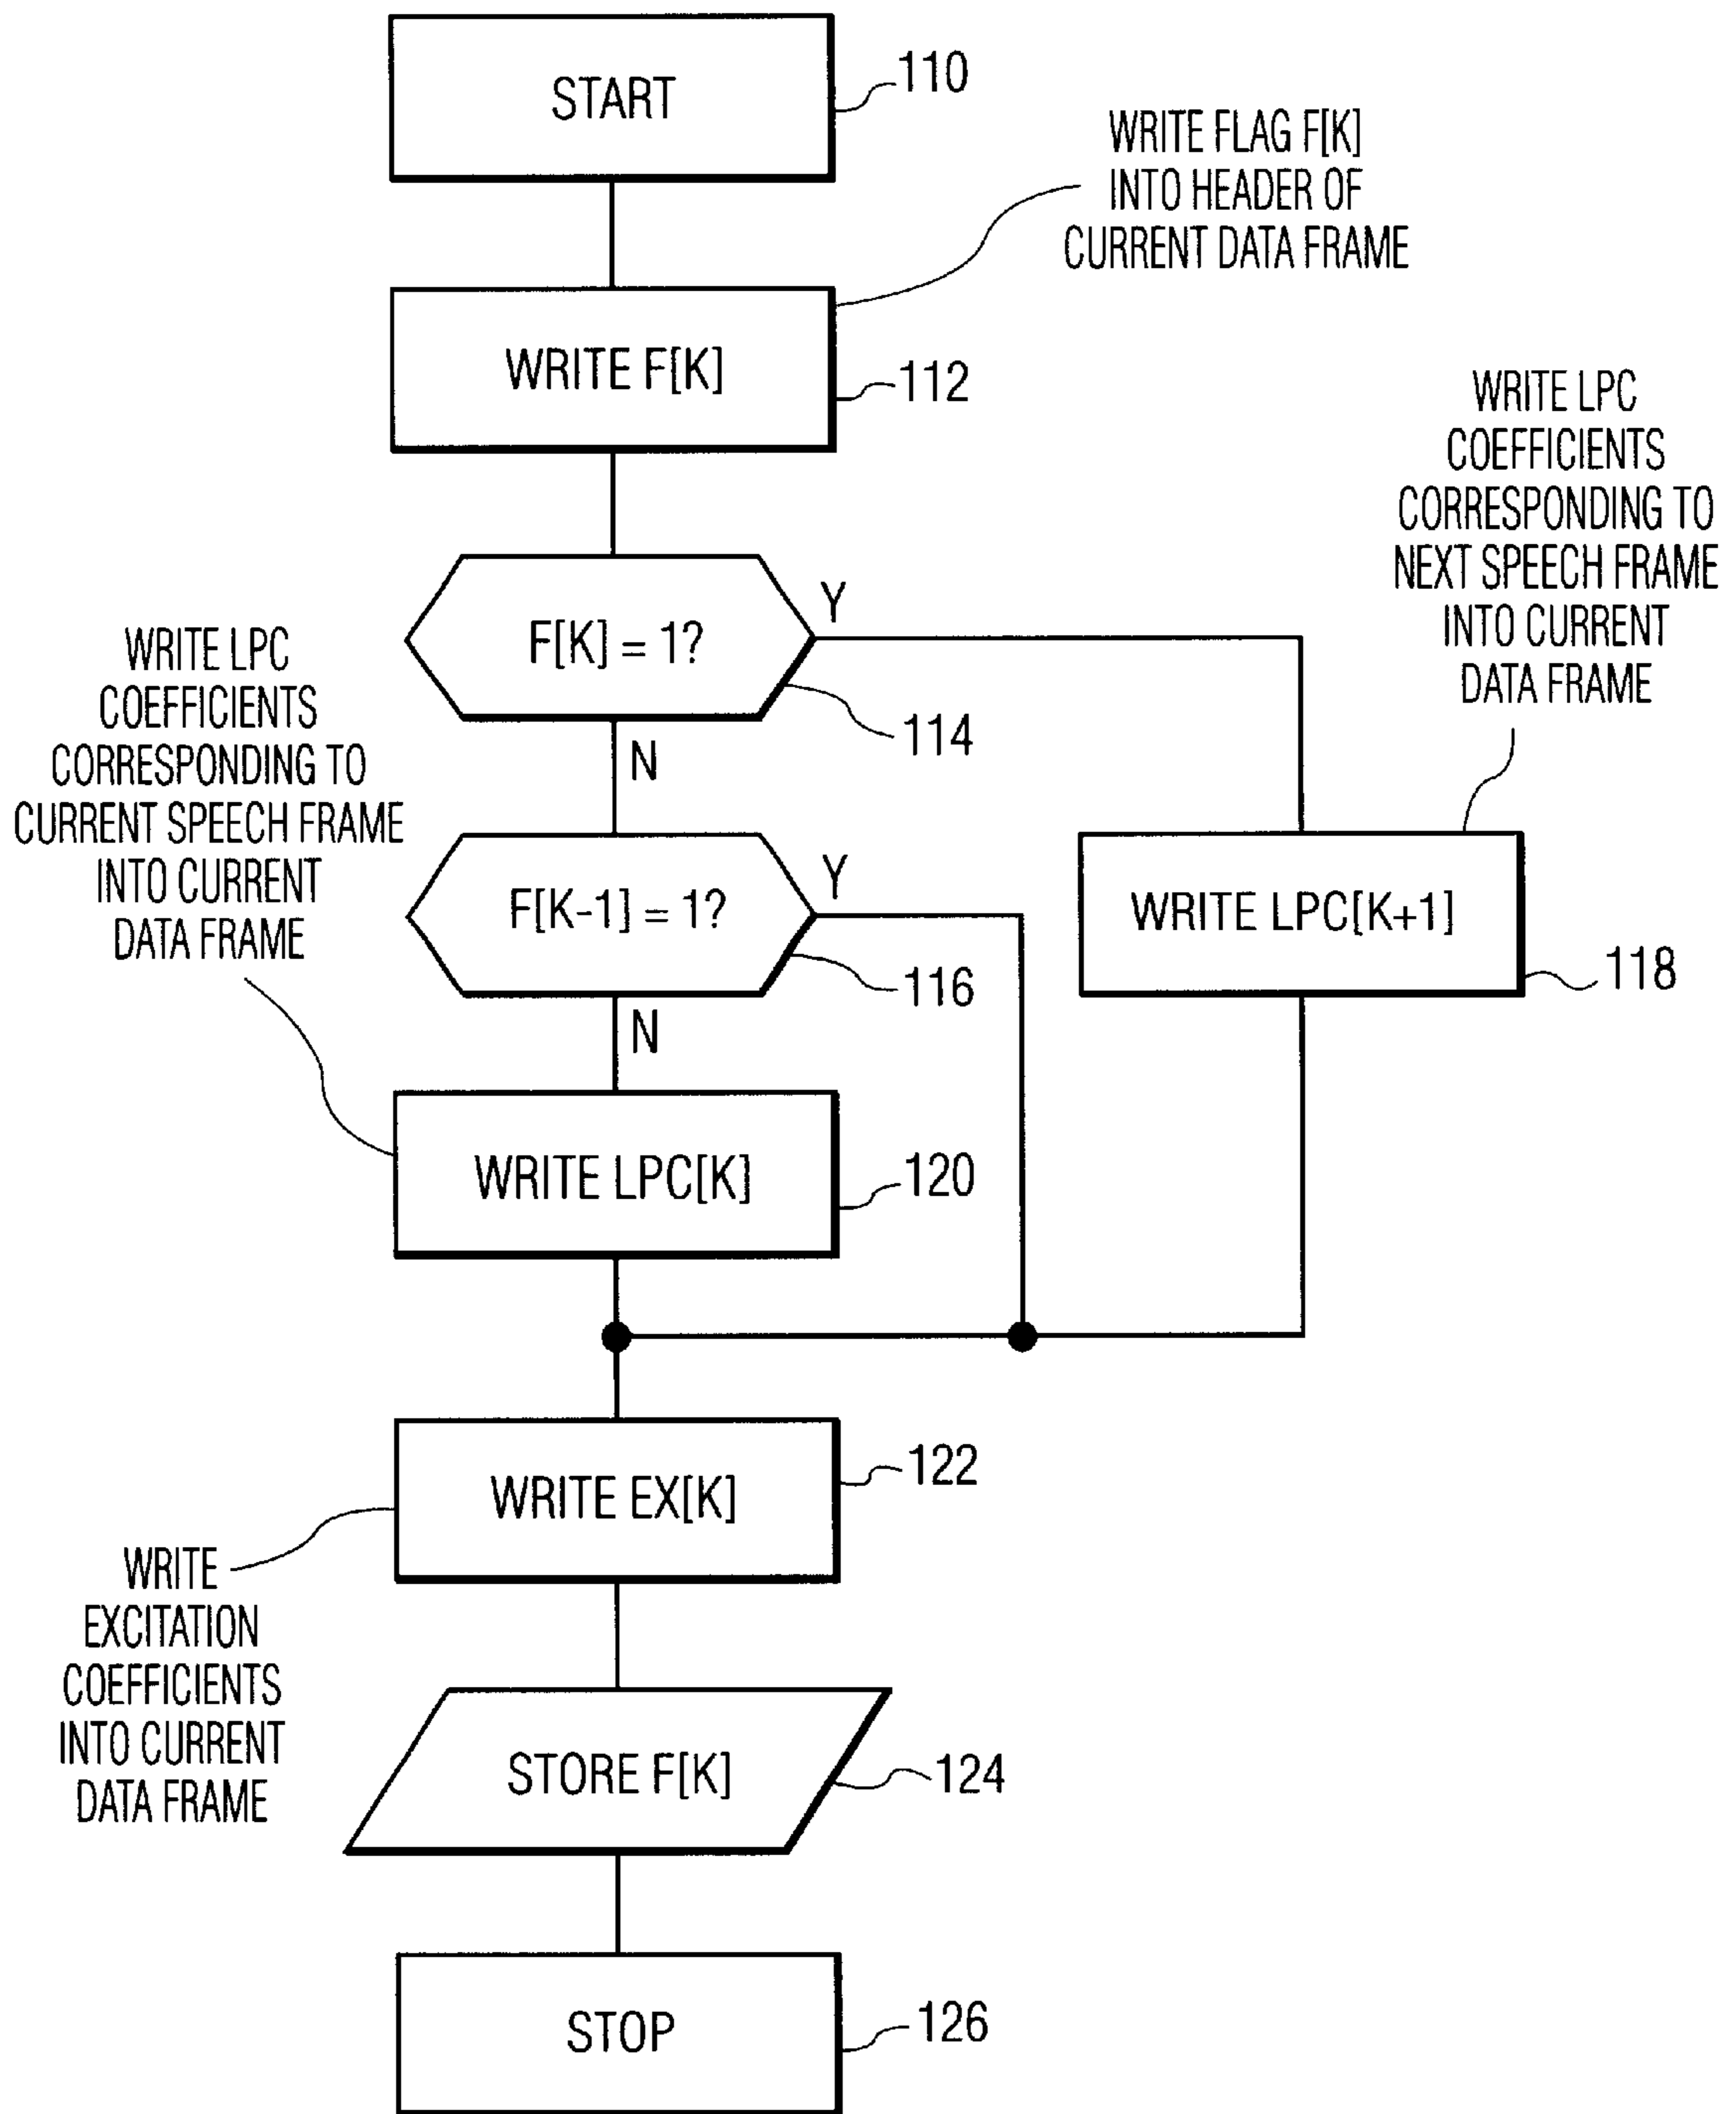 START
110
WRITE FLAG F[K]
INTO HEADER OF
CURRENT DATA FRAME
WRITE F[K]
112
WRITE LPC
COEFFICIENTS
CORRESPONDING TO
NEXT SPEECH FRAME
INTO CURRENT
DATA FRAME
F[K] = 1?
Y
114
N
WRITE LPC
COEFFICIENTS
CORRESPONDING TO
CURRENT SPEECH FRAME
INTO CURRENT
DATA FRAME
F[K-1] = 1?
Y
116
N
WRITE LPC[K+1]
118
WRITE LPC[K]
120
WRITE EX[K]
122
WRITE
EXCITATION
COEFFICIENTS
INTO CURRENT
DATA FRAME
STORE F[K]
124
STOP
126